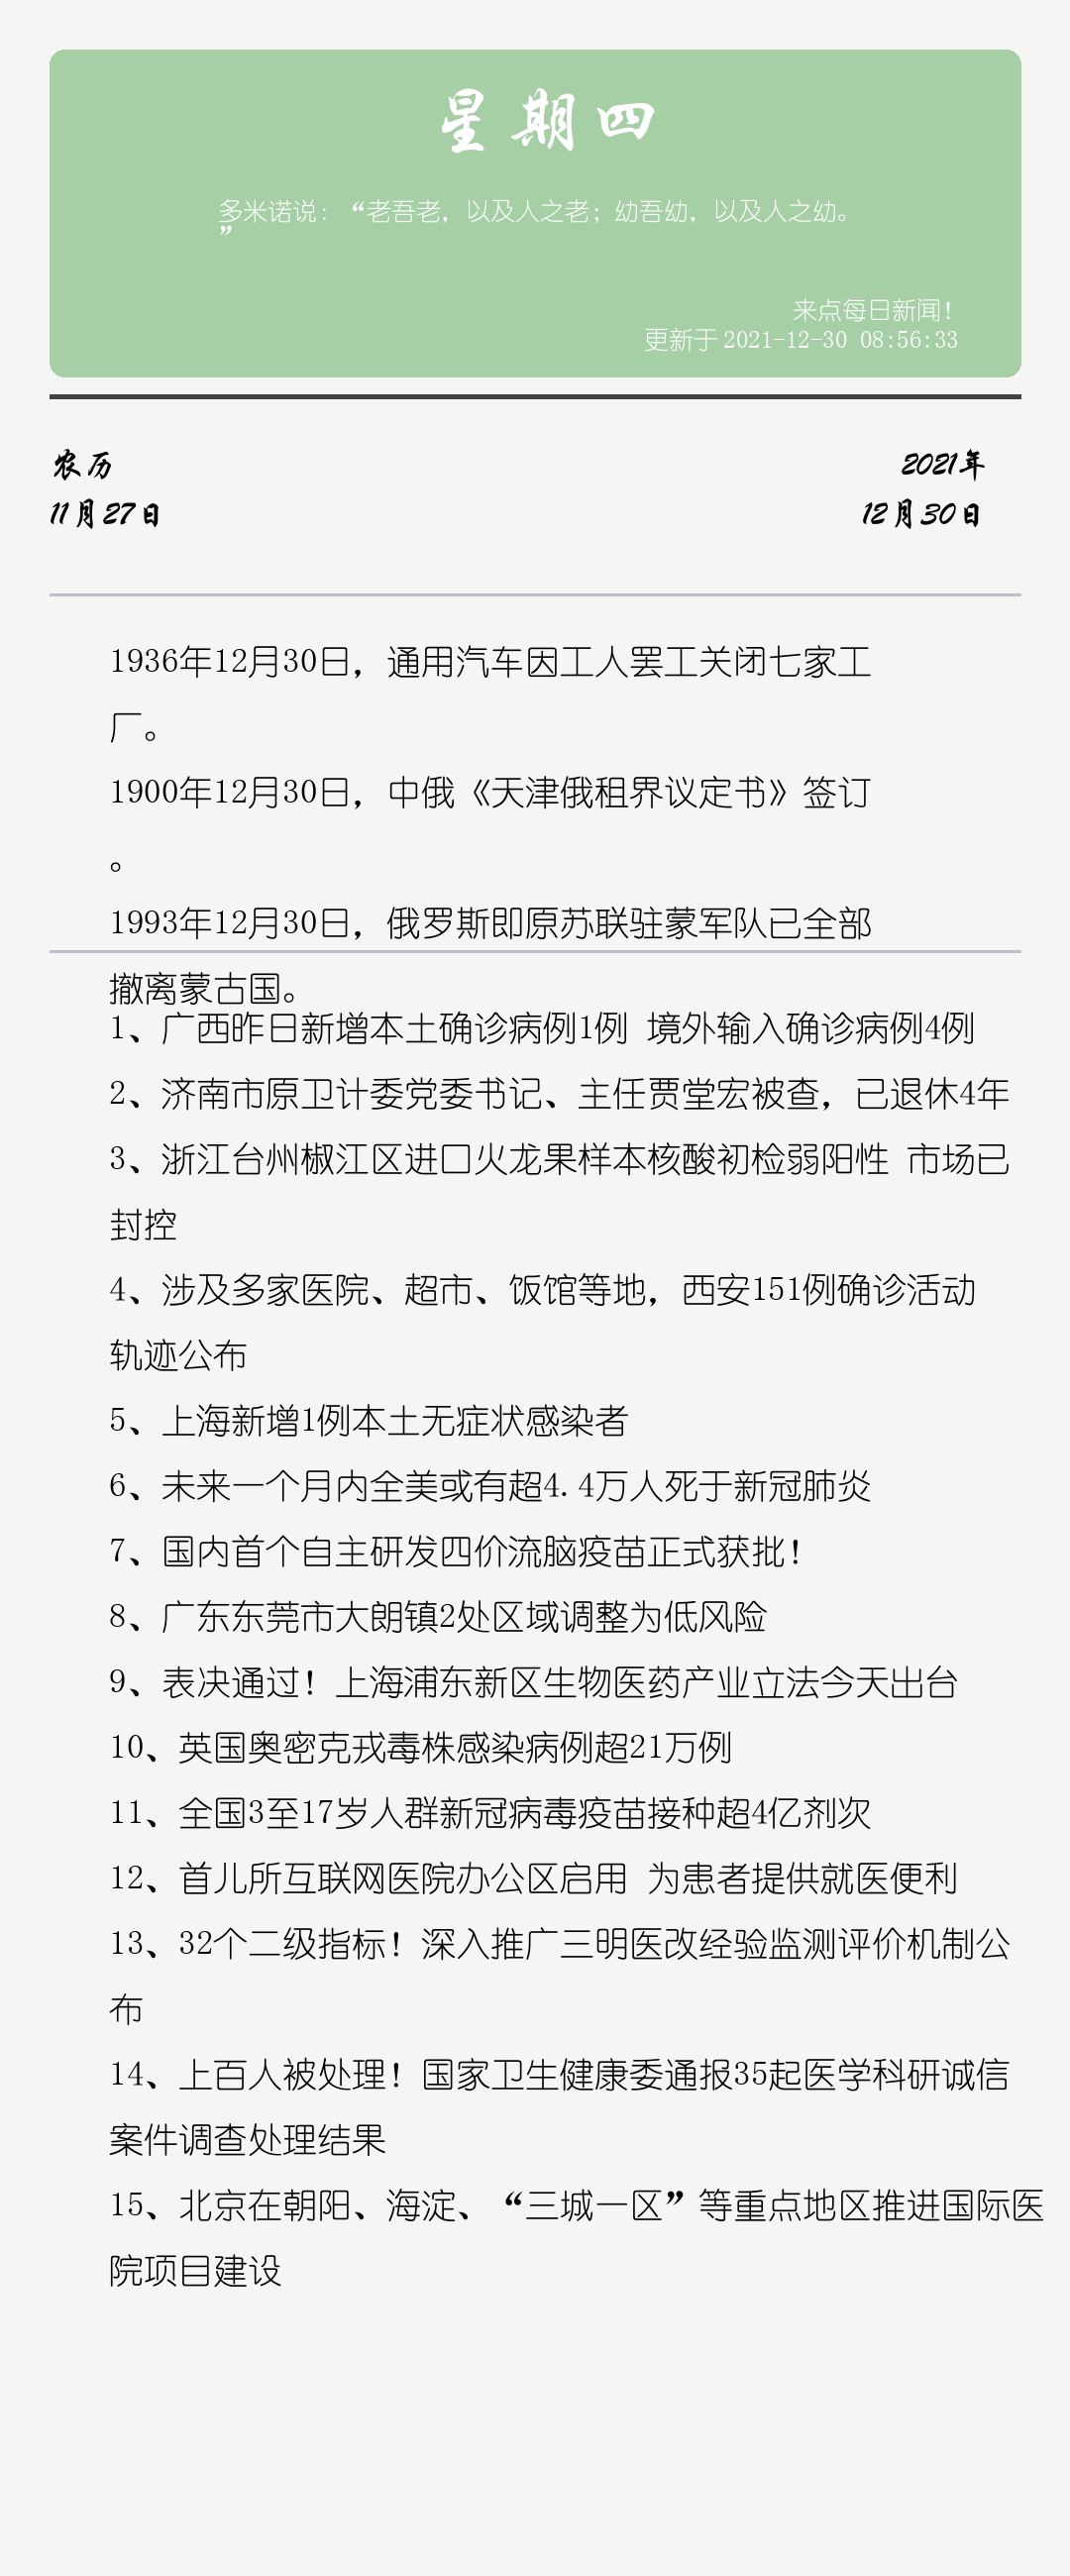 星期四
多米诺说：“老吾老，以及人之老；幼吾幼，以及人之幼。
”
来点每日新闻！
更新于 2021-12-30 08:56:33
农历
11月27日
2021年
12月30日
1936年12月30日，通用汽车因工人罢工关闭七家工
厂。
1900年12月30日，中俄《天津俄租界议定书》签订
。
1993年12月30日，俄罗斯即原苏联驻蒙军队已全部
撤离蒙古国。
1、广西昨日新增本土确诊病例1例 境外输入确诊病例4例
2、济南市原卫计委党委书记、主任贾堂宏被查，已退休4年
3、浙江台州椒江区进口火龙果样本核酸初检弱阳性 市场已
封控
4、涉及多家医院、超市、饭馆等地，西安151例确诊活动
轨迹公布
5、上海新增1例本土无症状感染者
6、未来一个月内全美或有超4.4万人死于新冠肺炎
7、国内首个自主研发四价流脑疫苗正式获批！
8、广东东莞市大朗镇2处区域调整为低风险
9、表决通过！上海浦东新区生物医药产业立法今天出台
10、英国奥密克戎毒株感染病例超21万例
11、全国3至17岁人群新冠病毒疫苗接种超4亿剂次
12、首儿所互联网医院办公区启用 为患者提供就医便利
13、32个二级指标！深入推广三明医改经验监测评价机制公
布
14、上百人被处理！国家卫生健康委通报35起医学科研诚信
案件调查处理结果
15、北京在朝阳、海淀、“三城一区”等重点地区推进国际医
院项目建设